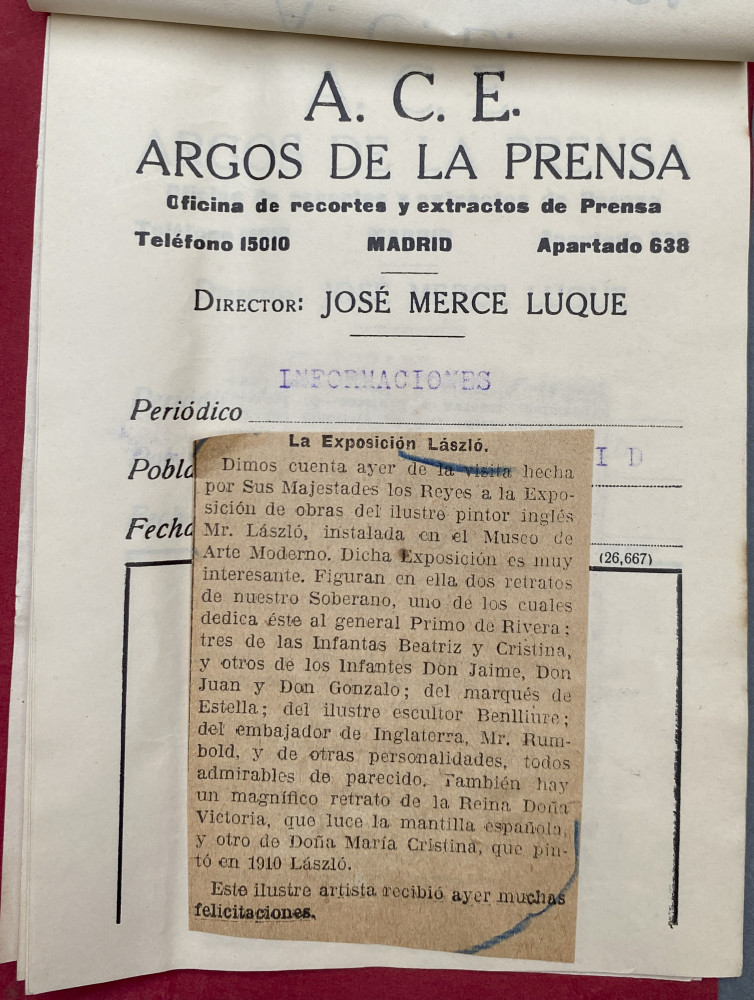 A. C. E.
ARGOS DE LA PRENSA
Oficina de recortes y extractos de Prensa
Teléfono 15010 MADRID Apartado 638
DIRECTOR: JOSÉ MERCE LUQUE
INFORMACIONES
Periódico
Pobla
I D
Fecha
(26,667)
La Exposición László.
Dimos cuenta ayer de la visita hecha
por Sus Majestades los Reyes a la Expo-
sición de obras del ilustre pintor inglés
Mr. László, instalada en el Museo de
Arte Moderno. Dicha Exposición es muy
interesante. Figuran en ella dos retratos
de nuestro Soberano, uno de los cuales
dedica éste al general Primo de Rivera;
tres de las Infantas Beatriz y Cristina,
y otros de los Infantes Don Jaime, Don
Juan y Don Gonzalo; del marqués de
Estella; del ilustre escultor Benlliure;
del embajador de Inglaterra, Mr. Rum-
bold, y de otras personalidades, todos
admirables de parecido. También hay
un magnífico retrato de la Reina Doña
Victoria, que luce la mantilla española,
y otro de Doña María Cristina, que pin-
tó en 1910 László.
Este ilustre artista recibió ayer muchas
felicitaciones.